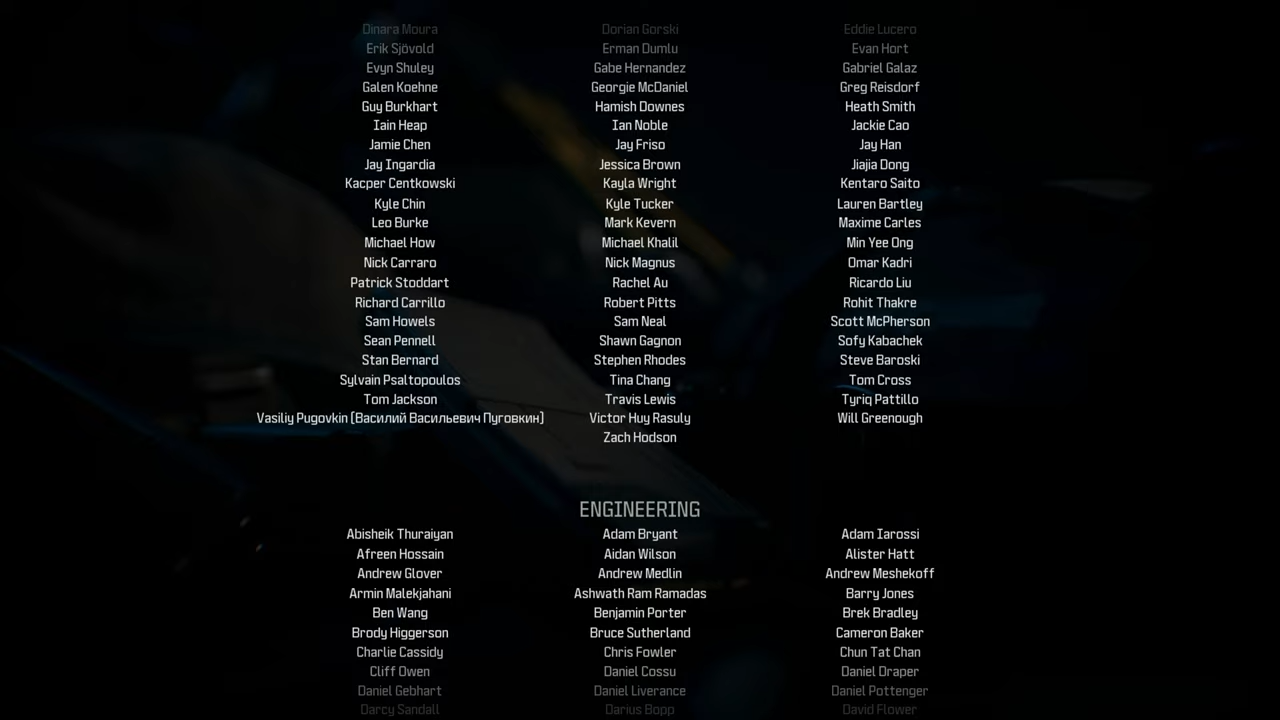 Dinara Moura Dorian Gorski Eddie Lucero
Erik Sjövold Erman Dumlu Evan Hort
Evyn Shuley Gabe Hernandez Gabriel Galaz
Galen Koehne Georgie McDaniel Greg Reisdorf
Guy Burkhart Hamish Downes Heath Smith
Iain Heap Ian Noble Jackie Cao
Jamie Chen Jay Friso Jay Han
Jay Ingardia Jessica Brown Jiajia Dong
Kacper Centkowski Kayla Wright Kentaro Saito
Kyle Chin Kyle Tucker Lauren Bartley
Leo Burke Mark Kevern Maxime Carles
Michael How Michael Khalil Min Yee Ong
Nick Carraro Nick Magnus Omar Kadri
Patrick Stoddart Rachel Au Ricardo Liu
Richard Carrillo Robert Pitts Rohit Thakre
Sam Howels Sam Neal Scott McPherson
Sean Pennell Shawn Gagnon Sofy Kabachek
Stan Bernard Stephen Rhodes Steve Baroski
Sylvain Psaltopoulos Tina Chang Tom Cross
Tom Jackson Travis Lewis Tyriq Pattillo
Vasiliy Pugovkin (Василий Васильевич Пуговкин) Victor Huy Rasuly Will Greenough
Zach Hodson
ENGINEERING
Abisheik Thuraiyan Adam Bryant Adam Iarossi
Afreen Hossain Aidan Wilson Alister Hatt
Andrew Glover Andrew Medlin Andrew Meshekoff
Armin Malekjahani Ashwath Ram Ramadas Barry Jones
Ben Wang Benjamin Porter Brek Bradley
Brody Higgerson Bruce Sutherland Cameron Baker
Charlie Cassidy Chris Fowler Chun Tat Chan
Cliff Owen Daniel Cossu Daniel Draper
Daniel Gebhart Daniel Liverance Daniel Pottenger
Darcy Sandall Darius Bopp David Flower